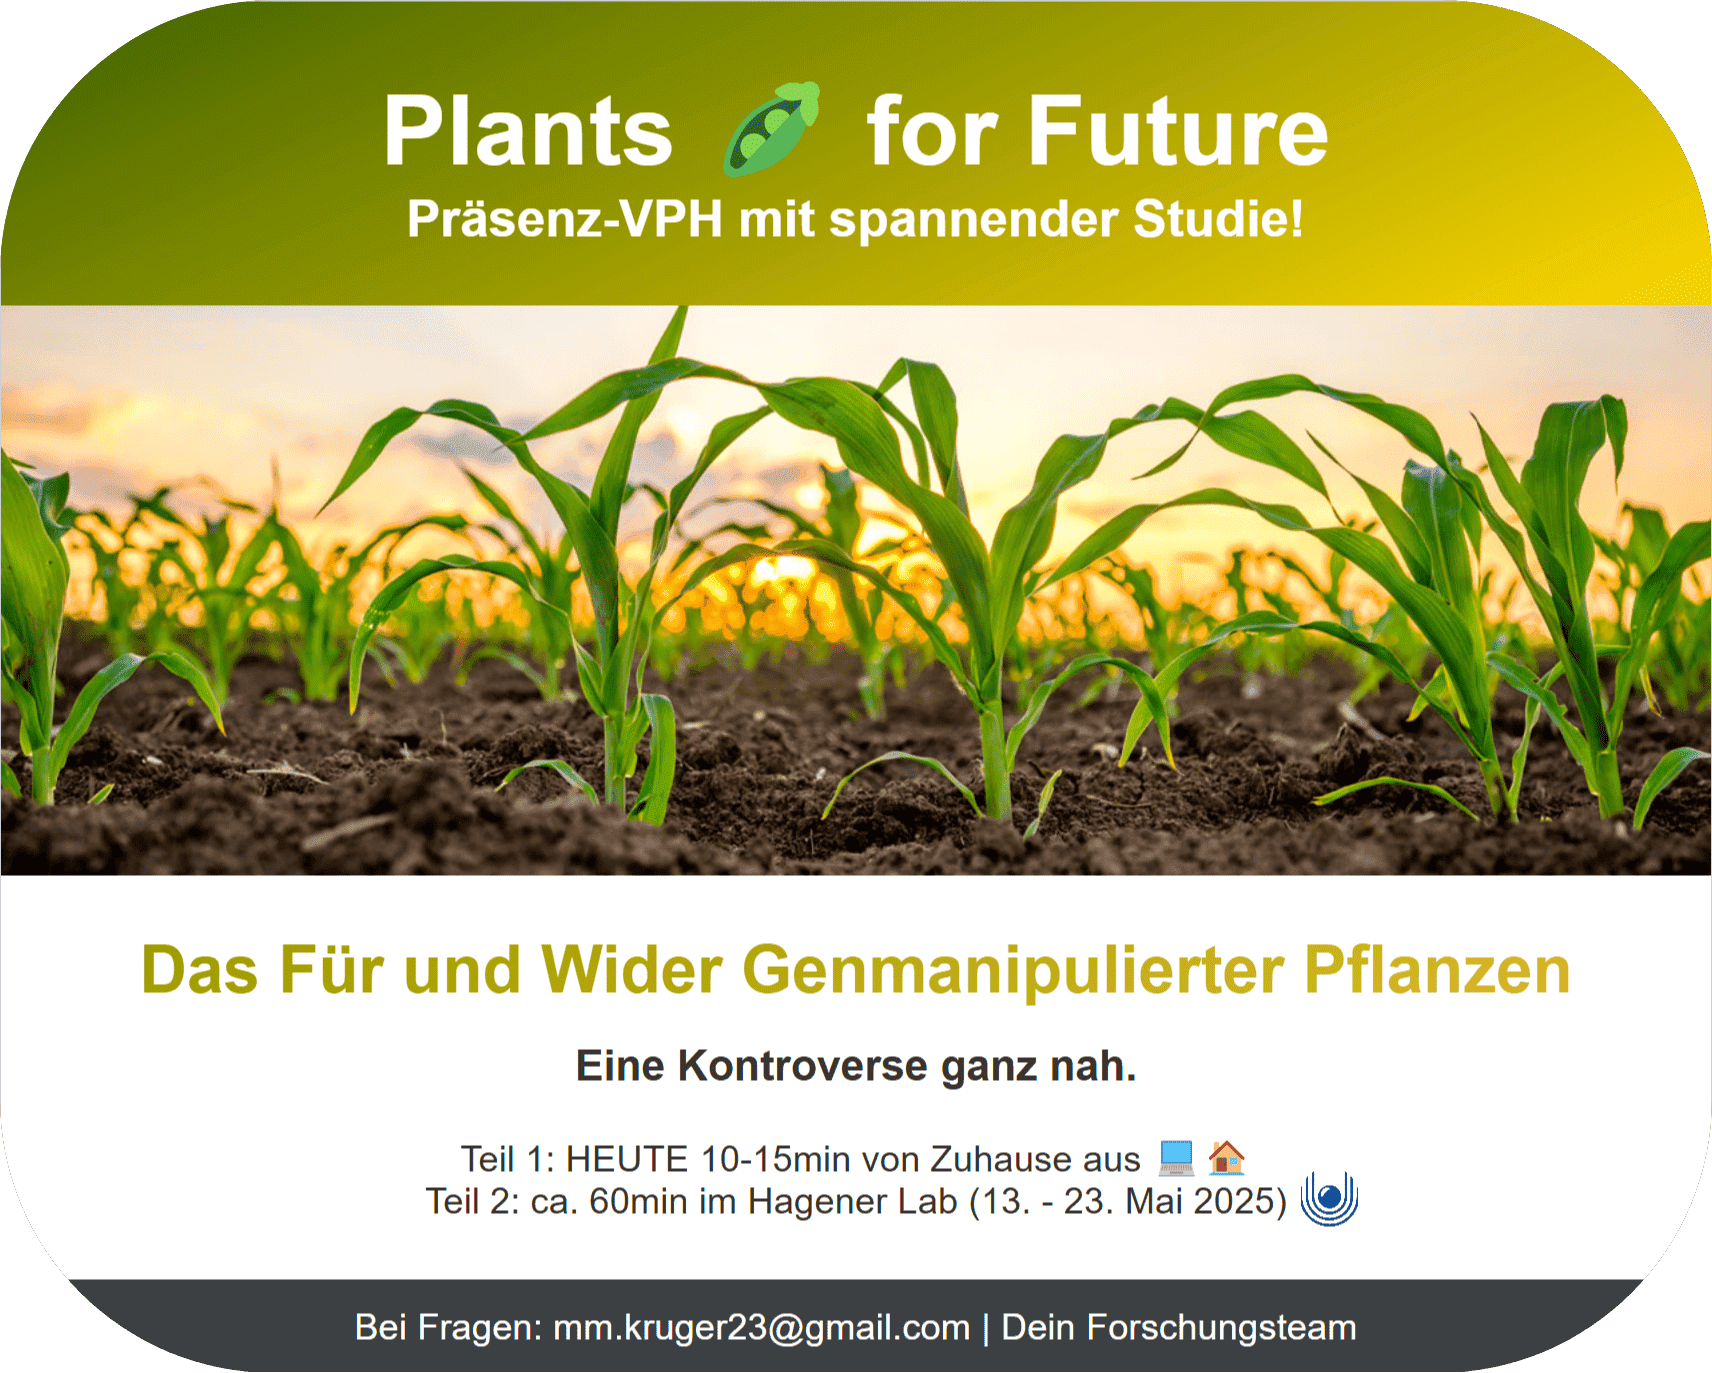 Plants for Future
Präsenz-VPH mit spannender Studie!
Das Für und Wider Genmanipulierter Pflanzen
Eine Kontroverse ganz nah.
Teil 1: HEUTE 10-15min von Zuhause aus
Teil 2: ca. 60min im Hagener Lab (13. - 23. Mai 2025)
Bei Fragen: mm.kruger23@gmail.com | Dein Forschungsteam